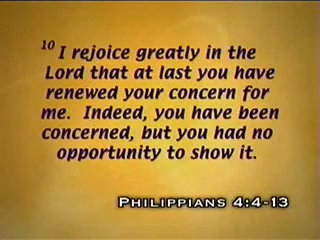 10 I rejoice greatly in the
Lord that at last you have
renewed your concern for
me. Indeed, you have been
concerned, but you had no
opportunity to show it.
Philippians 4:4-13